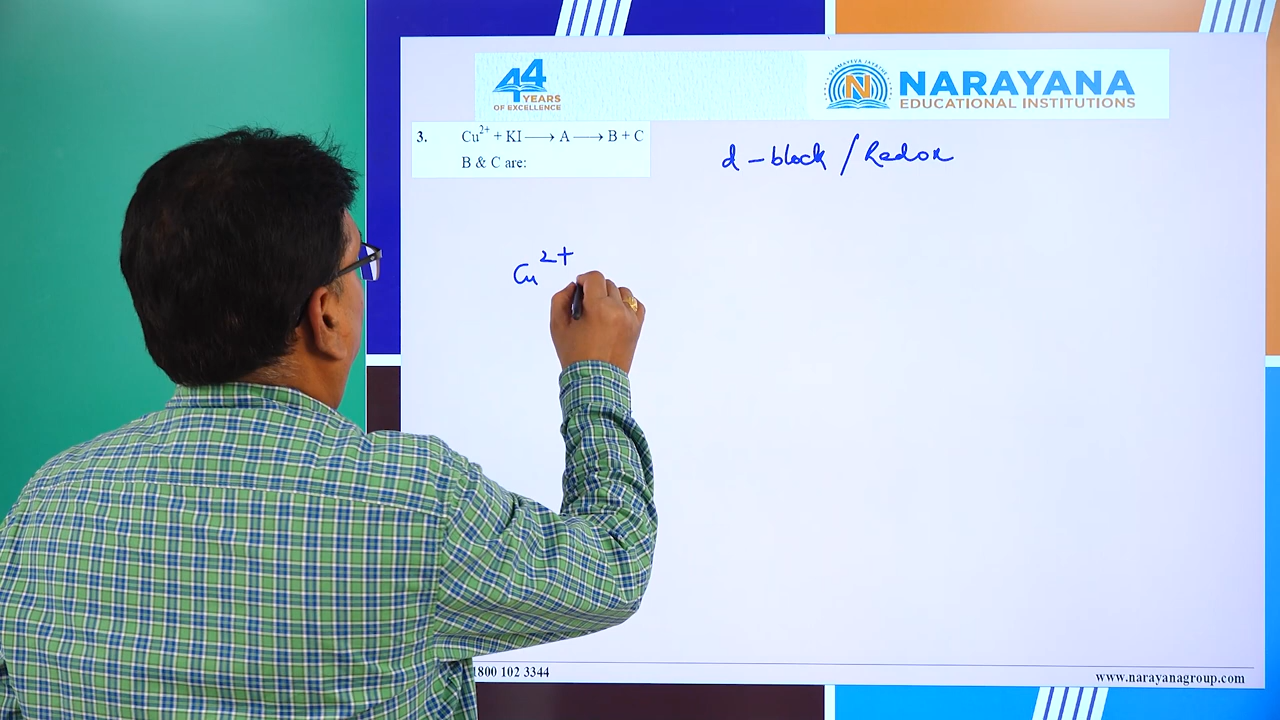 44
YEARS
OF EXCELLENCE
NARAYANA
EDUCATIONAL INSTITUTIONS
3. Cu²⁺ + KI ⟶ A ⟶ B + C
B & C are:
d-block / Redox
Cu²⁺
1800 102 3344
www.narayanagroup.com